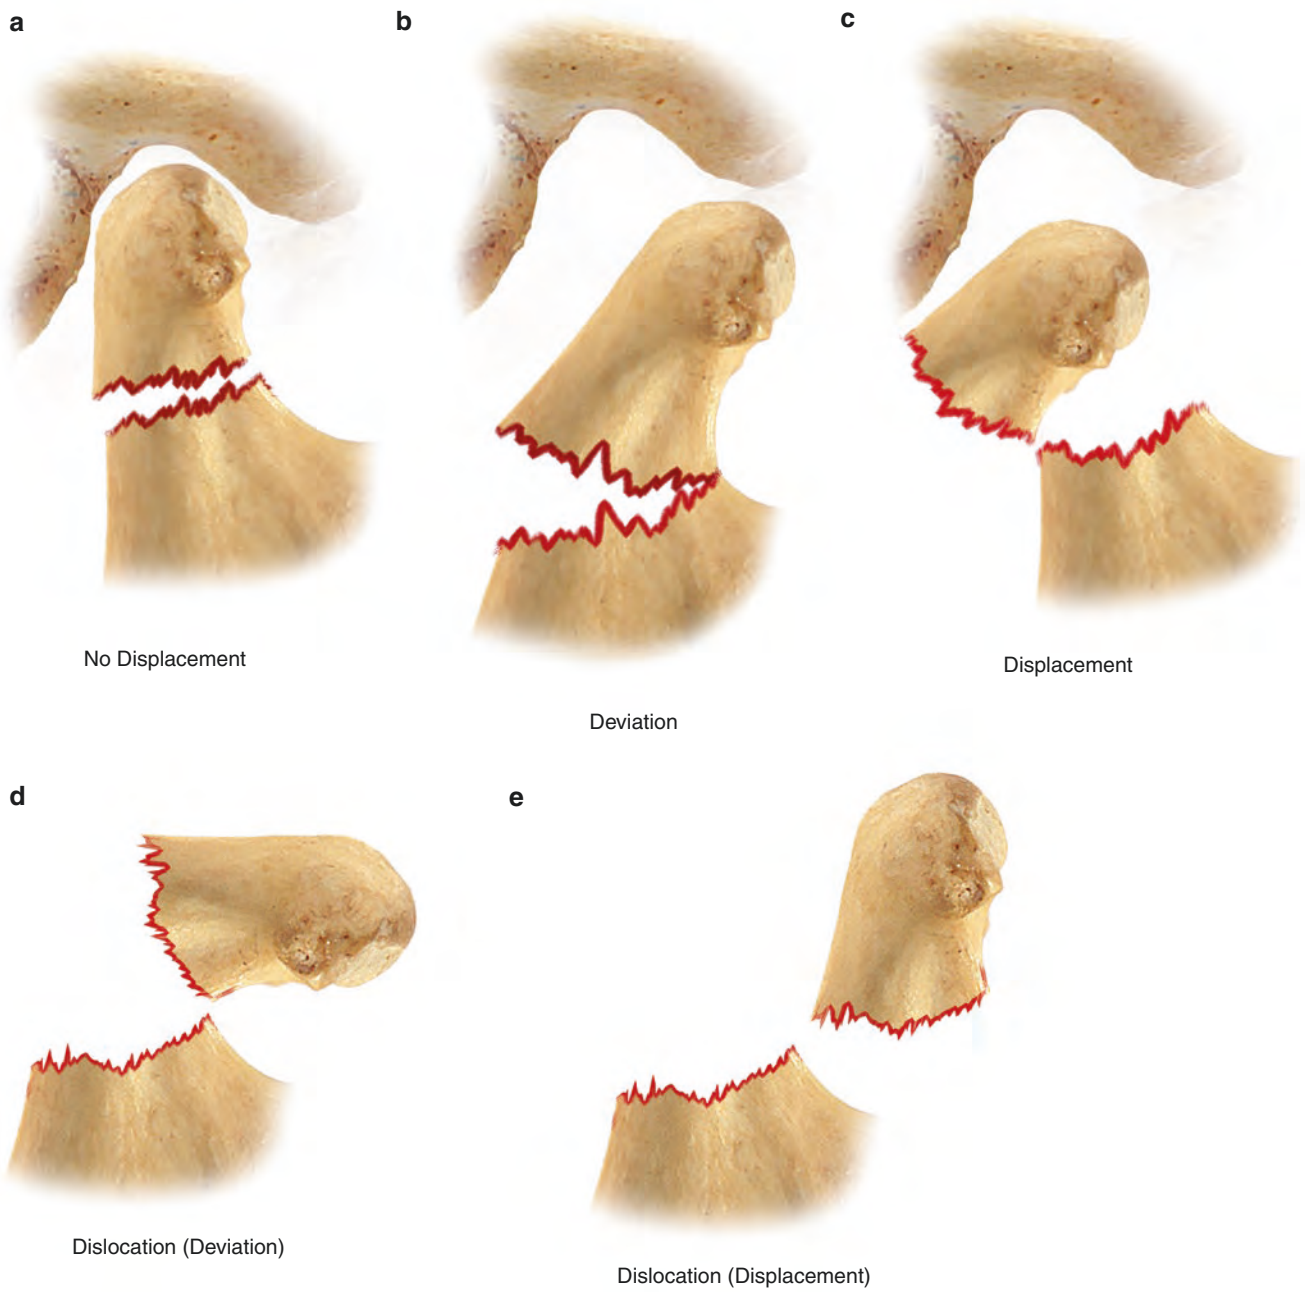 a
b
c
No Displacement
Deviation
Displacement
d
e
Dislocation (Deviation)
Dislocation (Displacement)